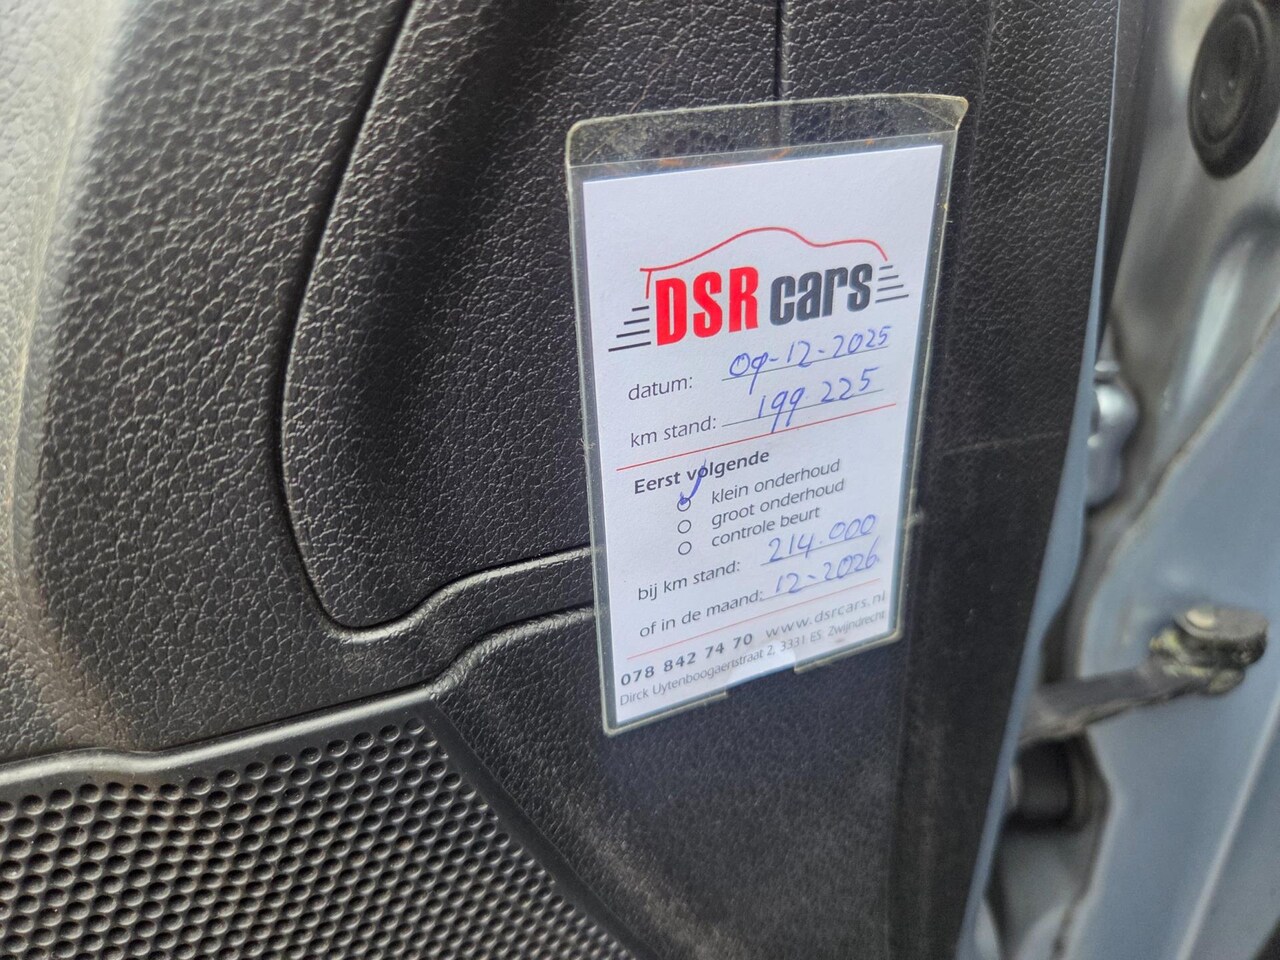 DSR cars
datum: 09-12-2025
km stand: 199.225
Eerst volgende
klein onderhoud
groot onderhoud
controle beurt
bij km stand: 214.000
of in de maand: 12-2026
078 842 74 70 www.dsrcars.nl
Dirck Uytenboogaertstraat 2, 3331 ES Zwijndrecht